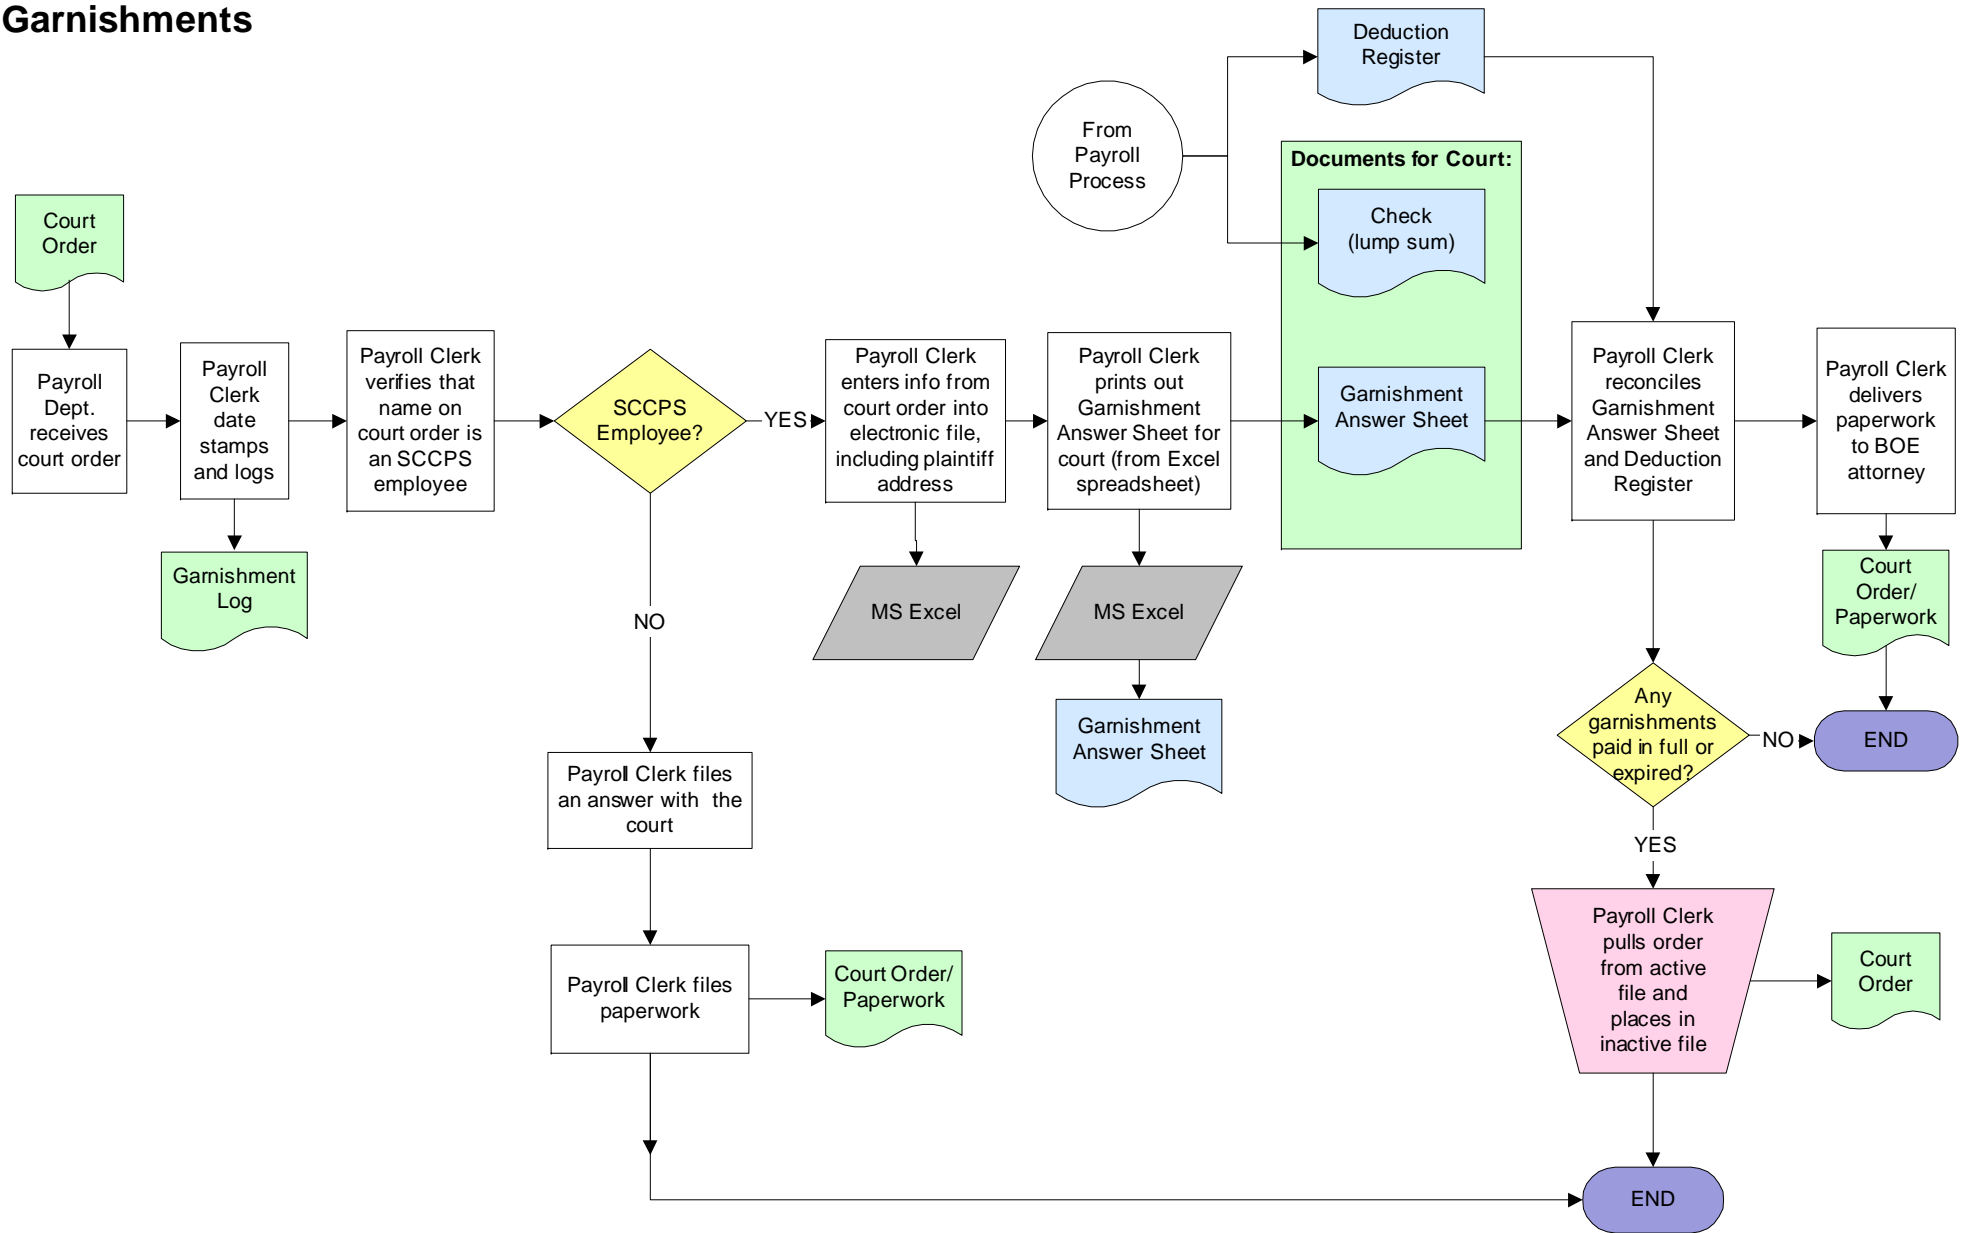 Garnishments
Deduction
Register
From
Payroll
Process
Documents for Court:
Check
(lump sum)
Court
Order
Payroll
Dept.
receives
court order
Payroll
Clerk
date
stamps
and logs
Garnishment
Log
Payroll Clerk
verifies that
name on
court order is
an SCCPS
employee
SCCPS
Employee?
YES
Payroll Clerk
enters info from
court order into
electronic file,
including plaintiff
address
MS Excel
Payroll Clerk
prints out
Garnishment
Answer Sheet for
court (from Excel
spreadsheet)
MS Excel
Garnishment
Answer Sheet
Garnishment
Answer Sheet
Payroll Clerk
reconciles
Garnishment
Answer Sheet
and Deduction
Register
Payroll Clerk
delivers
paperwork
to BOE
attorney
Court
Order/
Paperwork
END
NO
Payroll Clerk files
an answer with the
court
Payroll Clerk files
paperwork
Court Order/
Paperwork
Any
garnishments
paid in full or
expired?
NO
YES
Payroll Clerk
pulls order
from active
file and
places in
inactive file
Court
Order
END